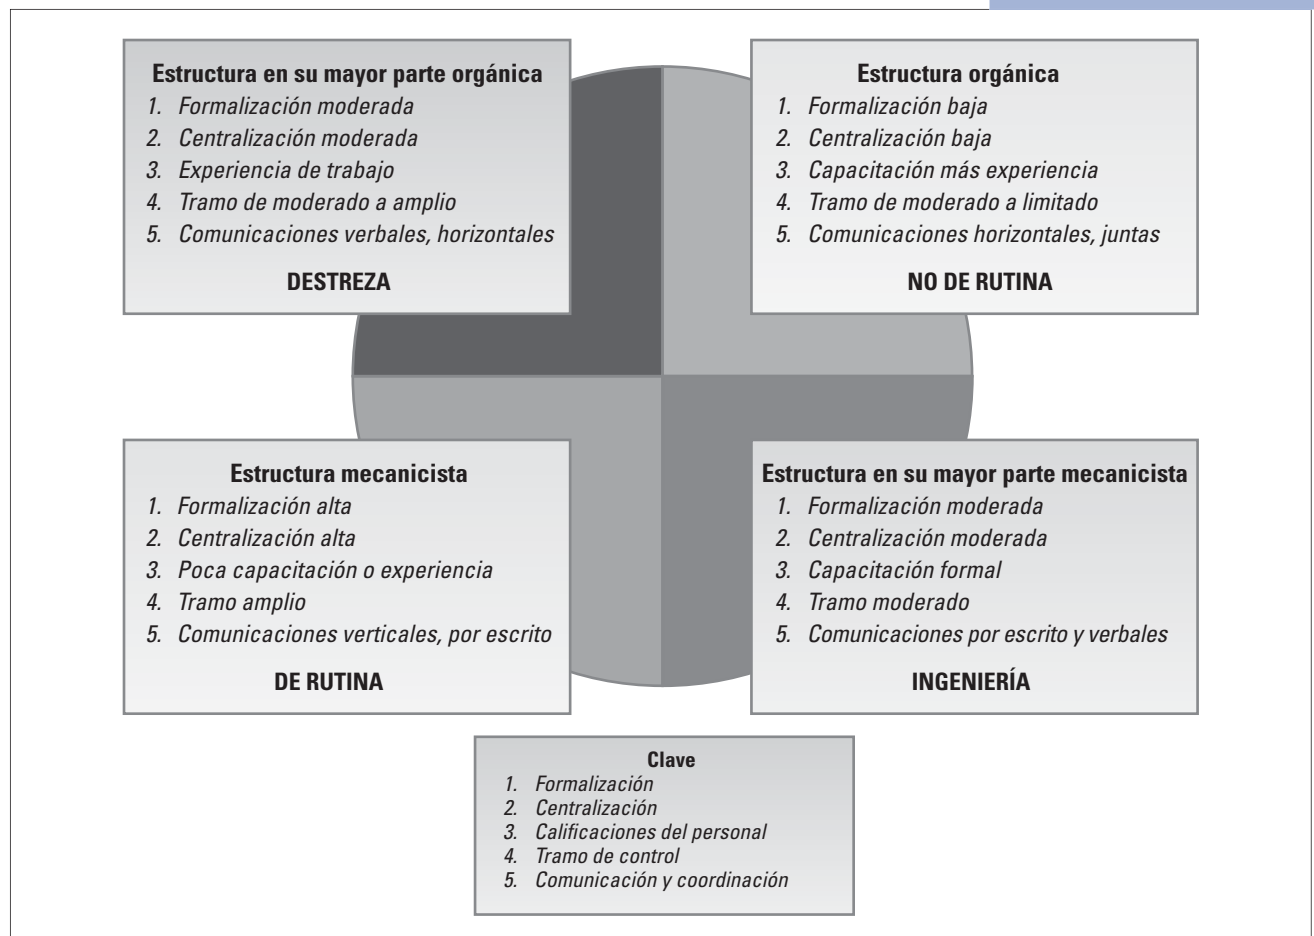 Estructura en su mayor parte orgánica
1. Formalización moderada
2. Centralización moderada
3. Experiencia de trabajo
4. Tramo de moderado a amplio
5. Comunicaciones verbales, horizontales
DESTREZA
Estructura orgánica
1. Formalización baja
2. Centralización baja
3. Capacitación más experiencia
4. Tramo de moderado a limitado
5. Comunicaciones horizontales, juntas
NO DE RUTINA
Estructura mecanicista
1. Formalización alta
2. Centralización alta
3. Poca capacitación o experiencia
4. Tramo amplio
5. Comunicaciones verticales, por escrito
DE RUTINA
Estructura en su mayor parte mecanicista
1. Formalización moderada
2. Centralización moderada
3. Capacitación formal
4. Tramo moderado
5. Comunicaciones por escrito y verbales
INGENIERÍA
Clave
1. Formalización
2. Centralización
3. Calificaciones del personal
4. Tramo de control
5. Comunicación y coordinación